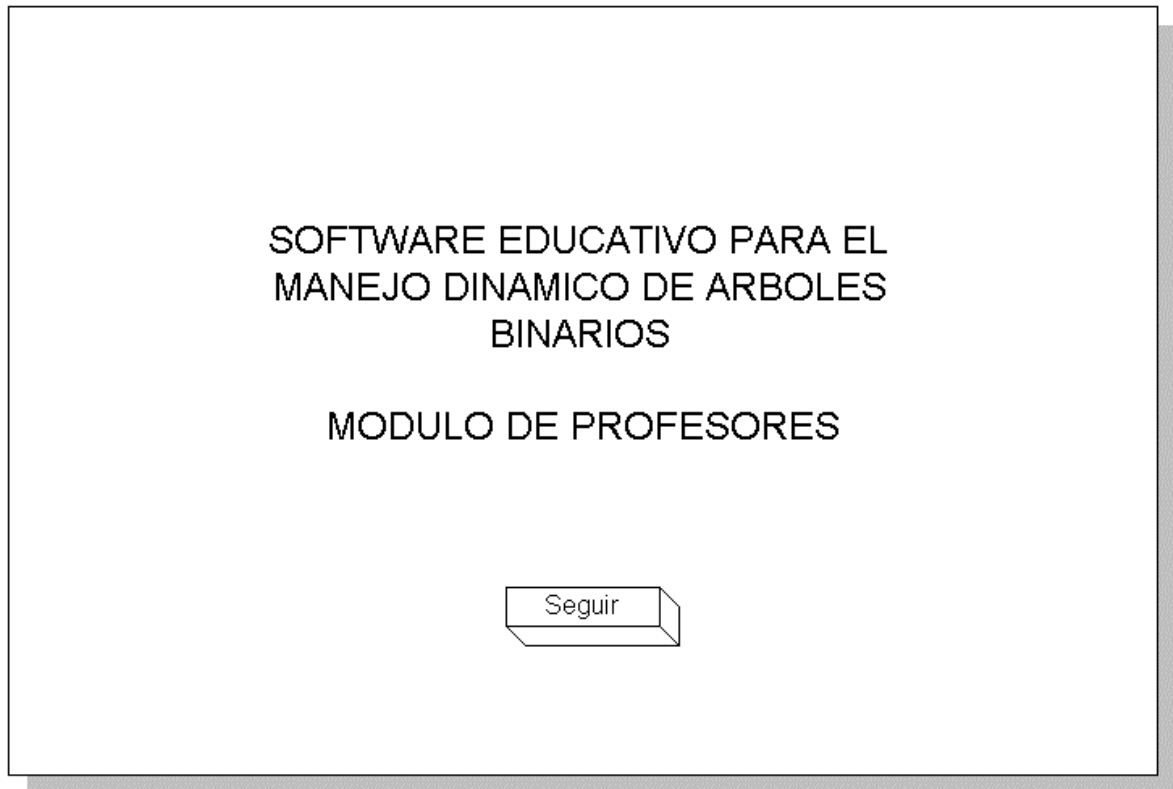 SOFTWARE EDUCATIVO PARA EL
MANEJO DINAMICO DE ARBOLES
BINARIOS
MODULO DE PROFESORES
Seguir